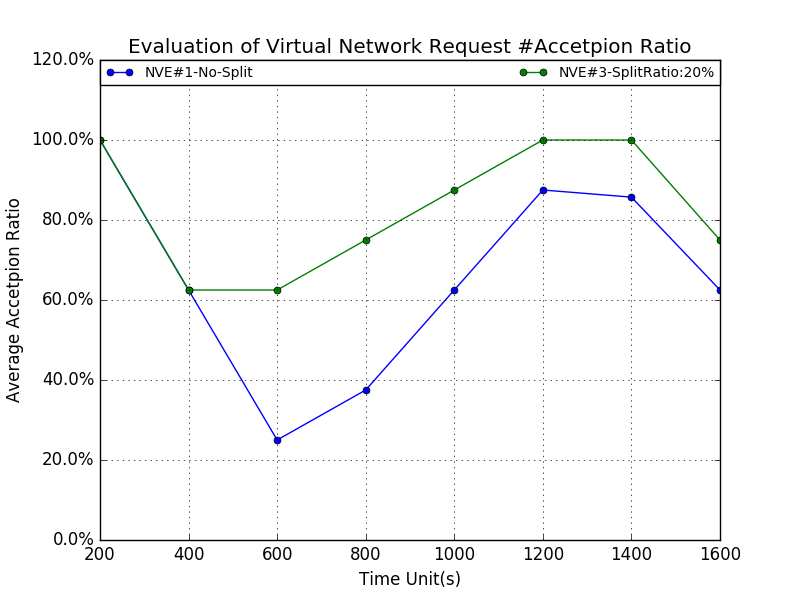 Evaluation of Virtual Network Request #Accetpion Ratio
120.0%
NVE#1-No-Split
NVE#3-SplitRatio:20%
100.0%
80.0%
60.0%
40.0%
20.0%
0.0%
Average Accetpion Ratio
200 400 600 800 1000 1200 1400 1600
Time Unit(s)